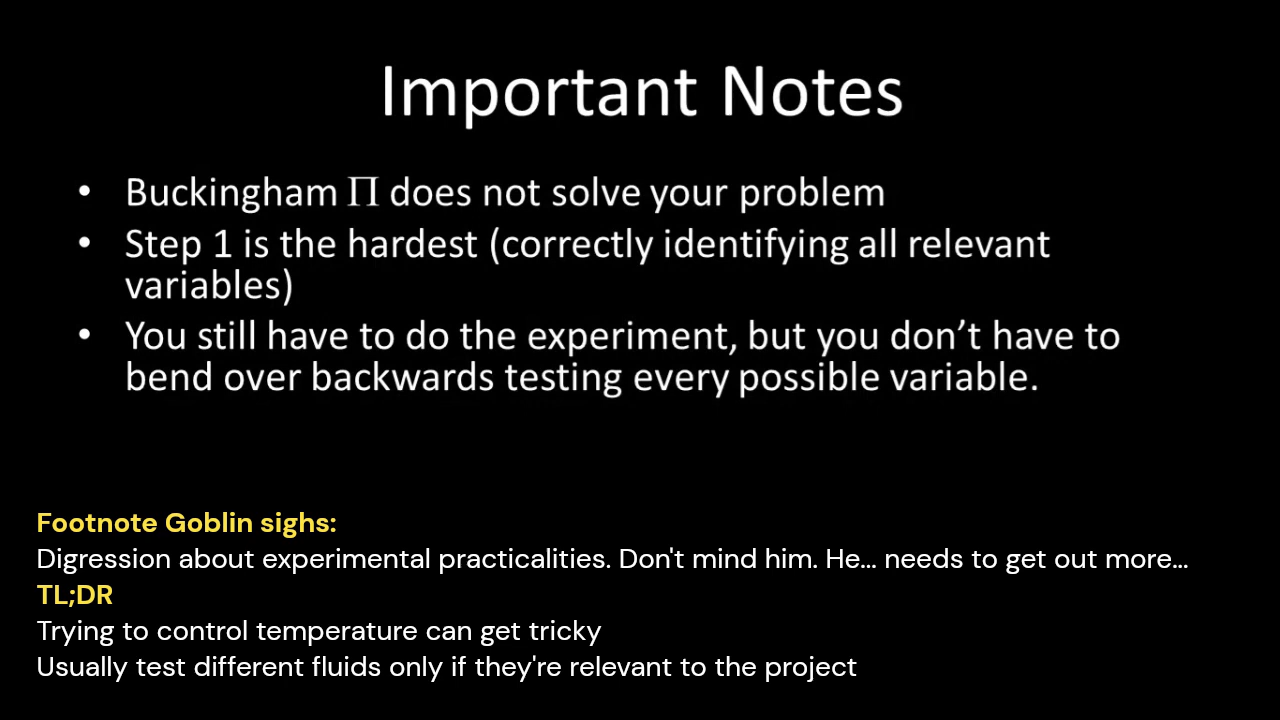 Important Notes
• Buckingham Π does not solve your problem
• Step 1 is the hardest (correctly identifying all relevant
variables)
• You still have to do the experiment, but you don’t have to
bend over backwards testing every possible variable.
Footnote Goblin sighs:
Digression about experimental practicalities. Don't mind him. He... needs to get out more...
TL;DR
Trying to control temperature can get tricky
Usually test different fluids only if they're relevant to the project